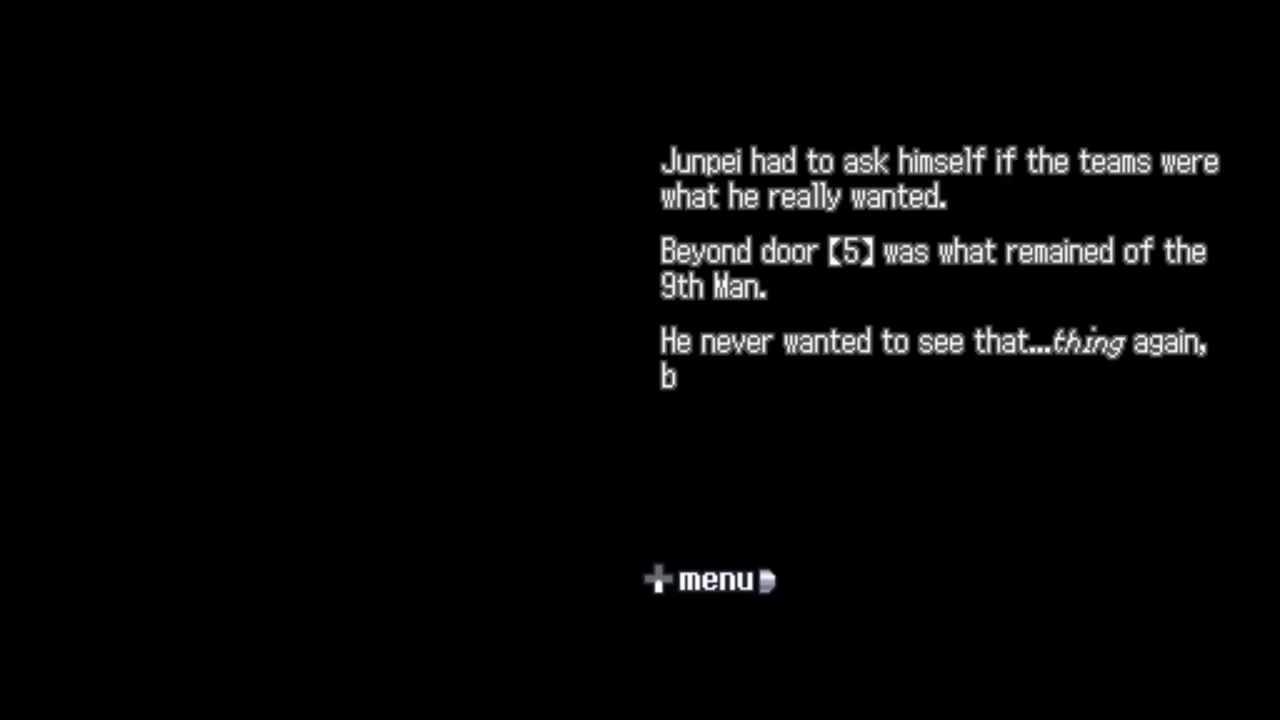 Junpei had to ask himself if the teams were
what he really wanted.
Beyond door【5】was what remained of the
9th Man.
He never wanted to see that...thing again,
b
menu